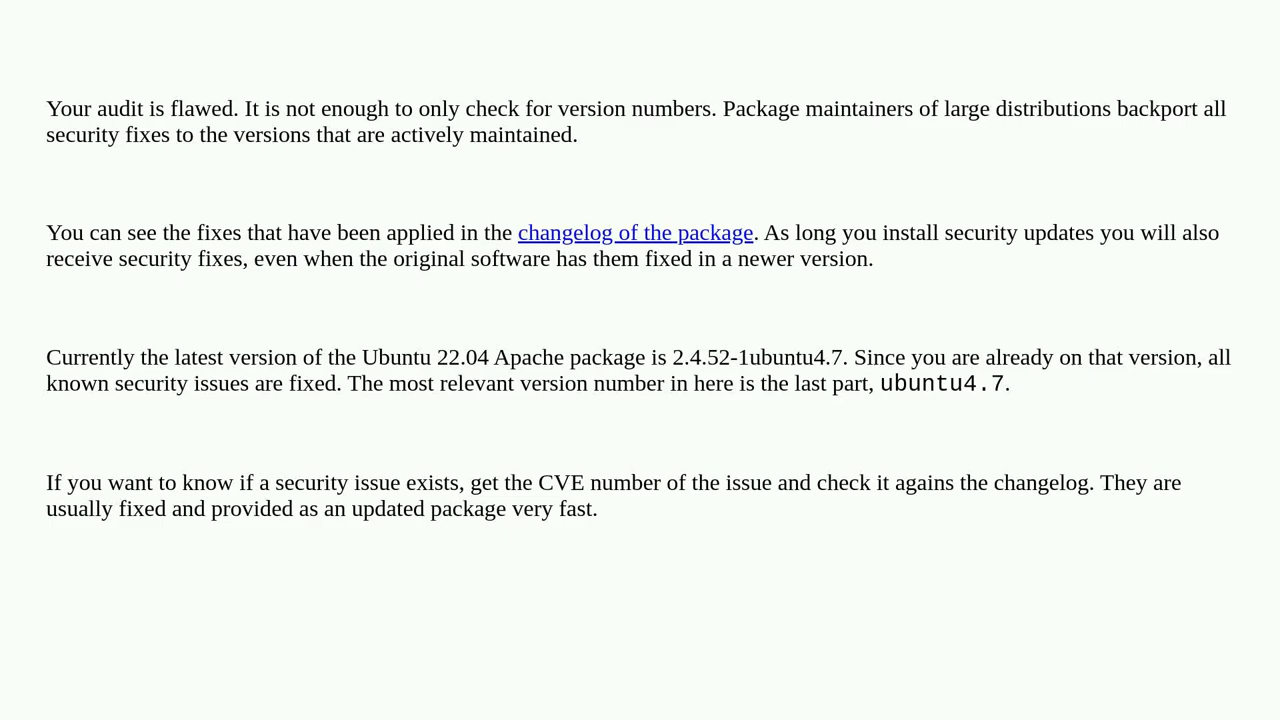 Your audit is flawed. It is not enough to only check for version numbers. Package maintainers of large distributions backport all
security fixes to the versions that are actively maintained.
You can see the fixes that have been applied in the changelog of the package. As long you install security updates you will also
receive security fixes, even when the original software has them fixed in a newer version.
Currently the latest version of the Ubuntu 22.04 Apache package is 2.4.52-1ubuntu4.7. Since you are already on that version, all
known security issues are fixed. The most relevant version number in here is the last part, ubuntu4.7.
If you want to know if a security issue exists, get the CVE number of the issue and check it agains the changelog. They are
usually fixed and provided as an updated package very fast.